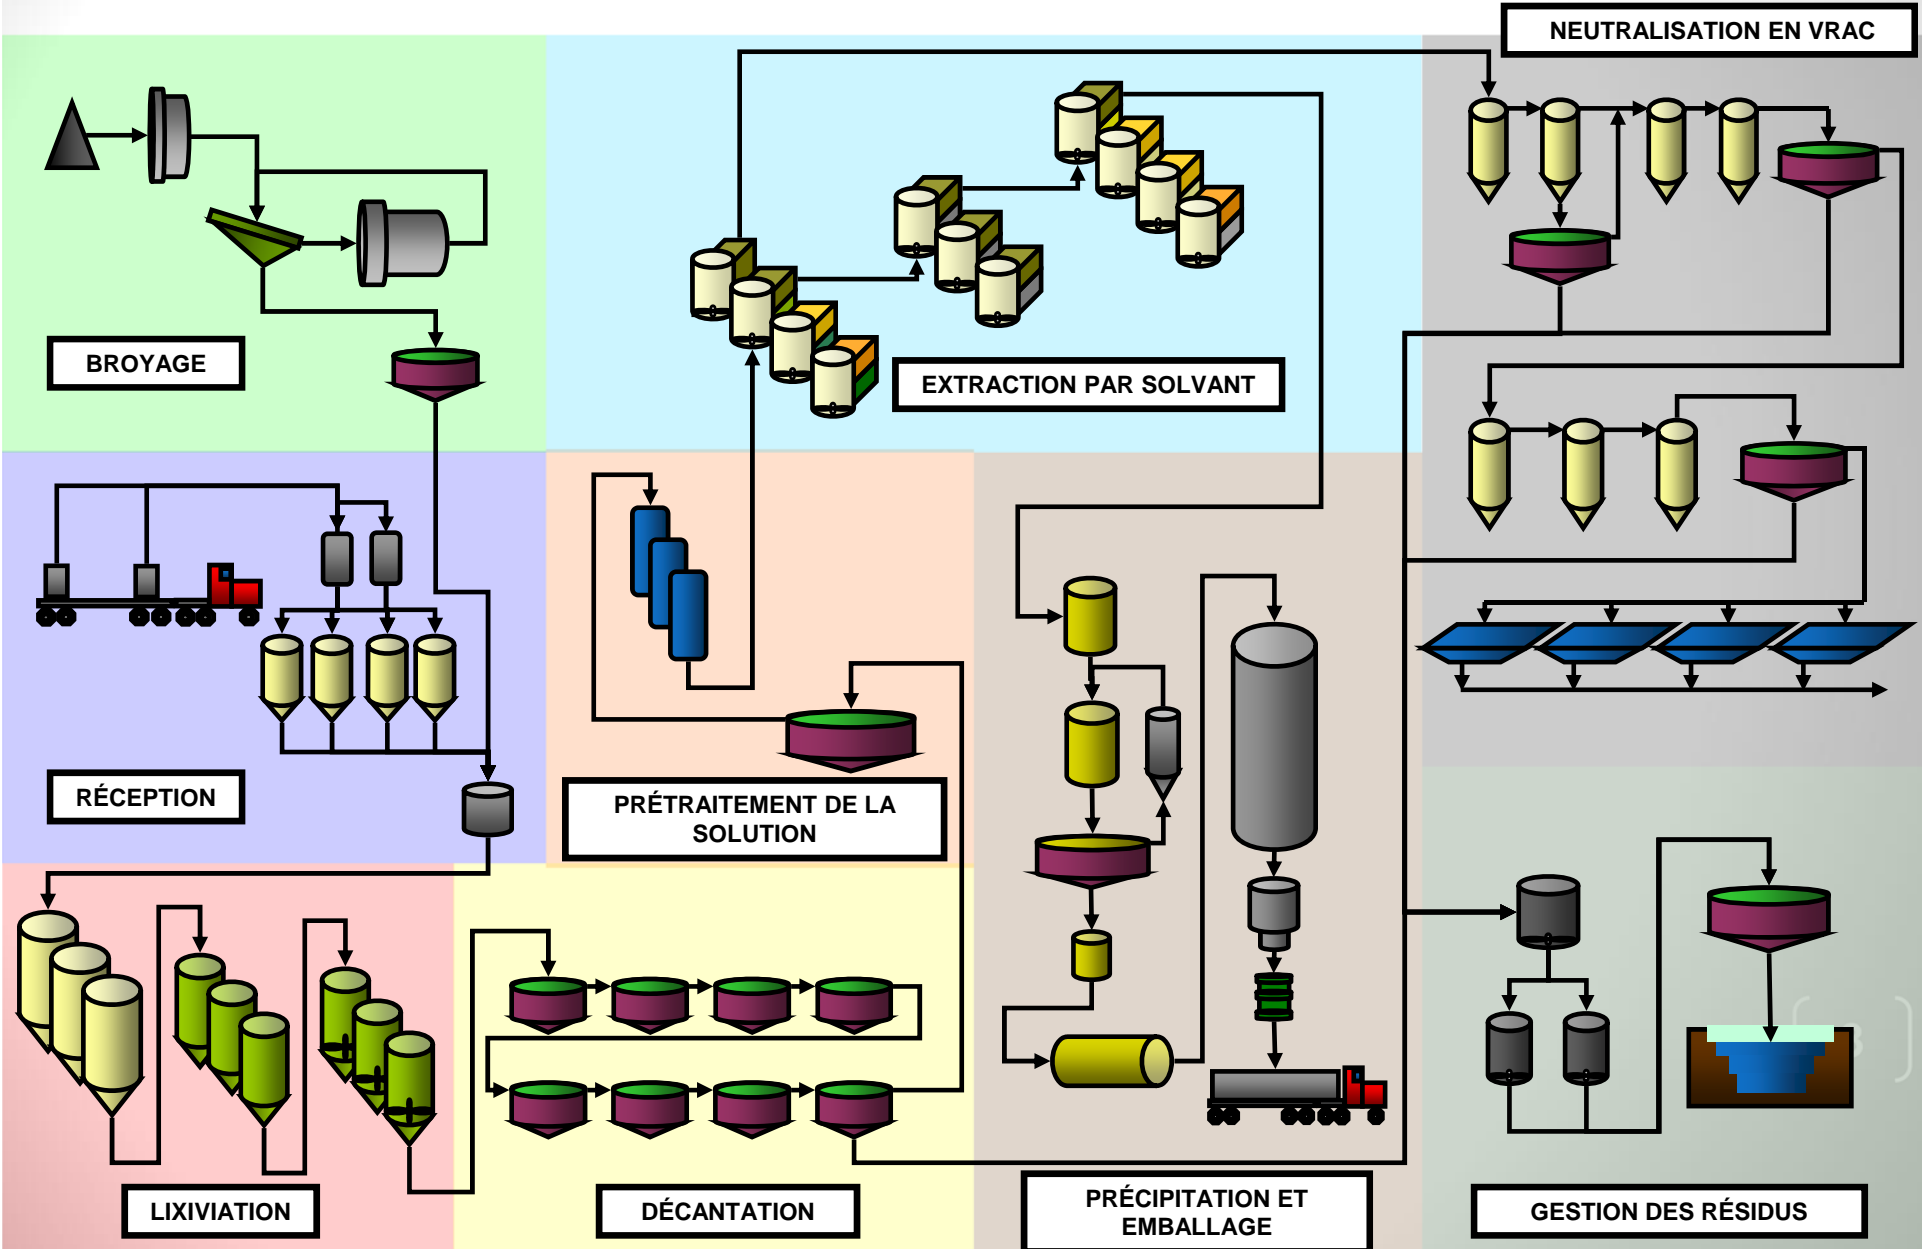 NEUTRALISATION EN VRAC
BROYAGE
EXTRACTION PAR SOLVANT
RÉCEPTION
PRÉTRAITEMENT DE LA
SOLUTION
LIXIVIATION
DÉCANTATION
PRÉCIPITATION ET
EMBALLAGE
GESTION DES RÉSIDUS